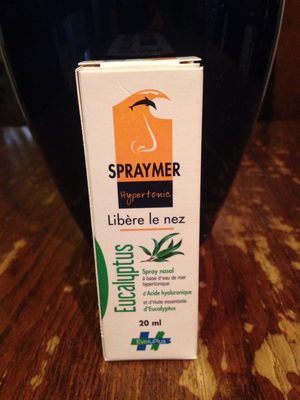 SPRAYMER
Hypertonic
Libère le nez
Eucalyptus
Spray nasal
à base d'eau de mer
hypertonique
d'Acide hyaluronique
et d'Huile essentielle
d'Eucalyptus
20 ml
EvoluPlus